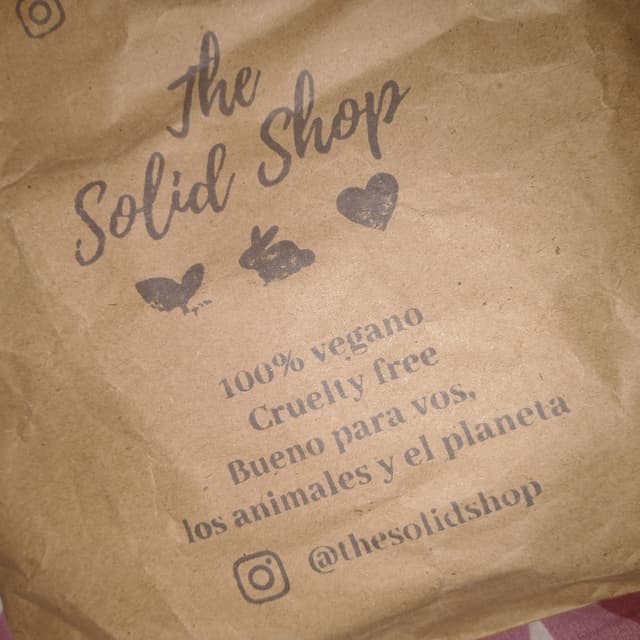 The
Solid Shop
100% vegano
Cruelty free
Bueno para vos,
los animales y el planeta
@thesolidshop